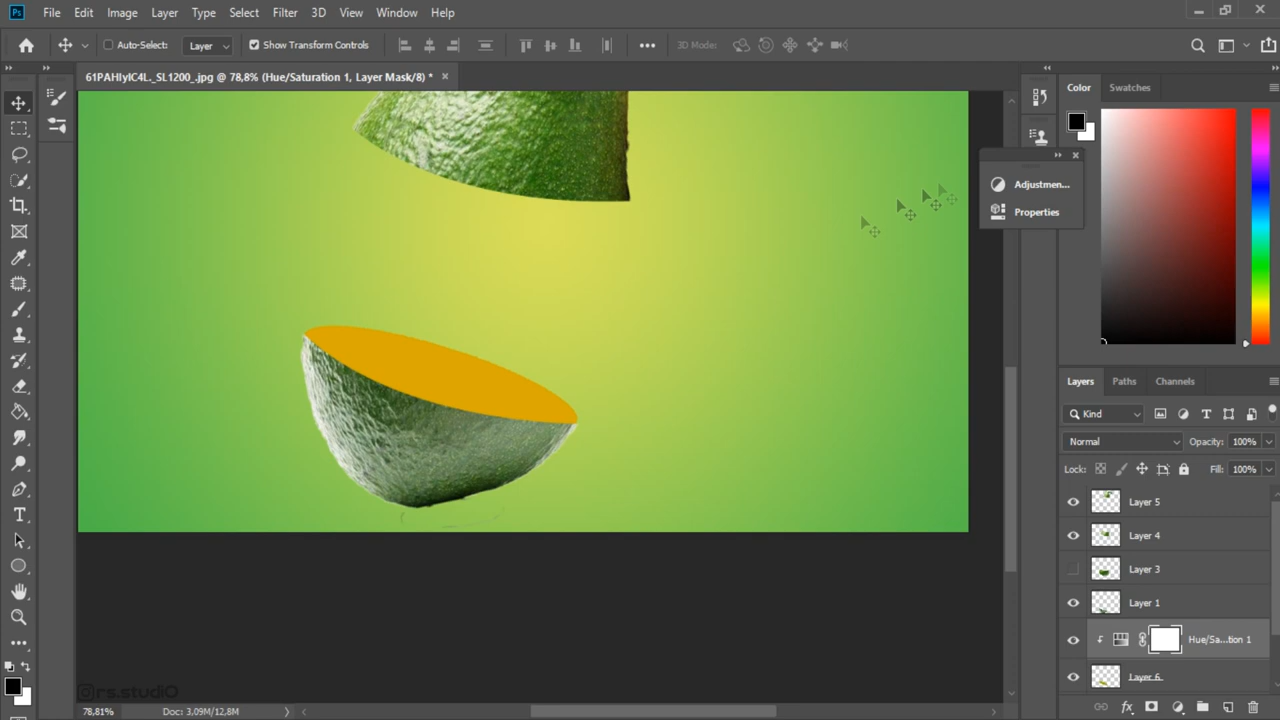 Ps File Edit Image Layer Type Select Filter 3D View Window Help
Auto-Select: Layer Show Transform Controls ••• 3D Mode:
61PAHIyIC4L._SL1200_.jpg @ 78,8% (Hue/Saturation 1, Layer Mask/8) * ×
Color Swatches
Adjustmen...
Properties
Layers Paths Channels
Kind
Normal Opacity: 100%
Lock: Fill: 100%
Layer 5
Layer 4
Layer 3
Layer 1
Hue/Sa...tion 1
Layer 6
rs.studiO
78,81% Doc: 3,09M/12,8M